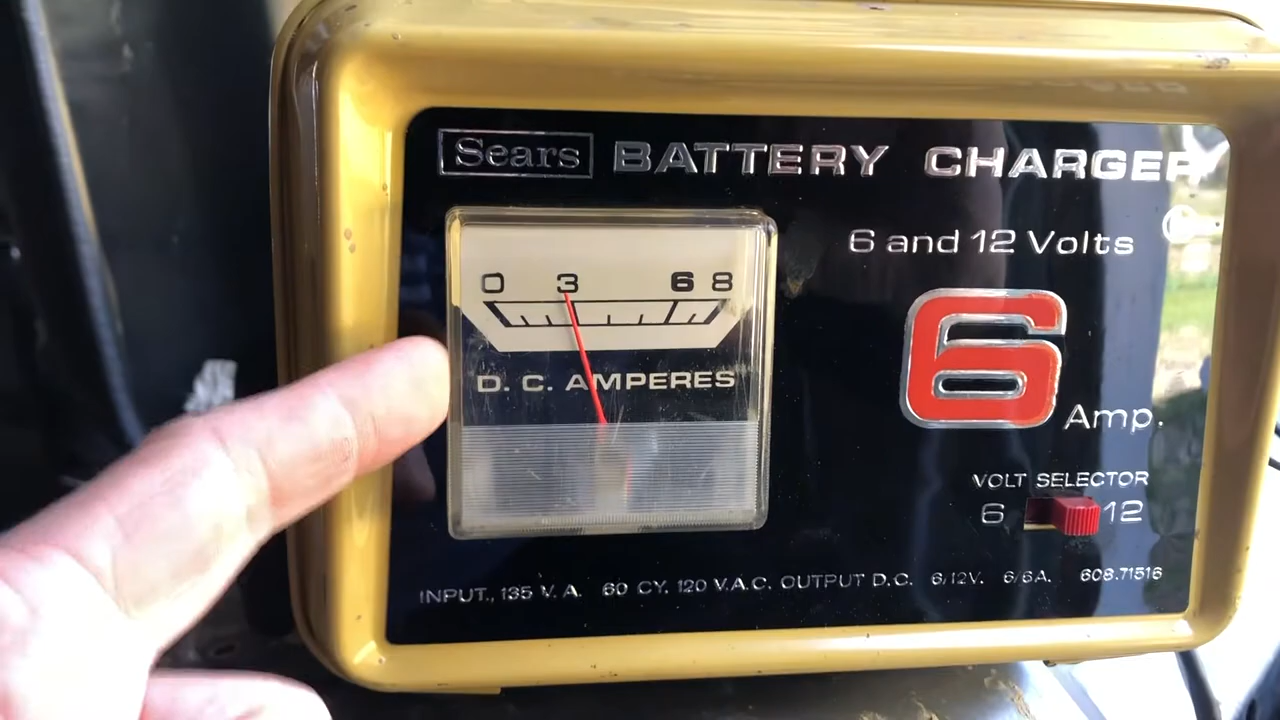 Sears BATTERY CHARGER
6 and 12 Volts
0 3 6 8
D. C. AMPERES
6 Amp.
VOLT SELECTOR
6 12
INPUT., 135 V.A. 60 CY. 120 V.A.C. OUTPUT D.C. 6/12V. 6/6A. 608.71516